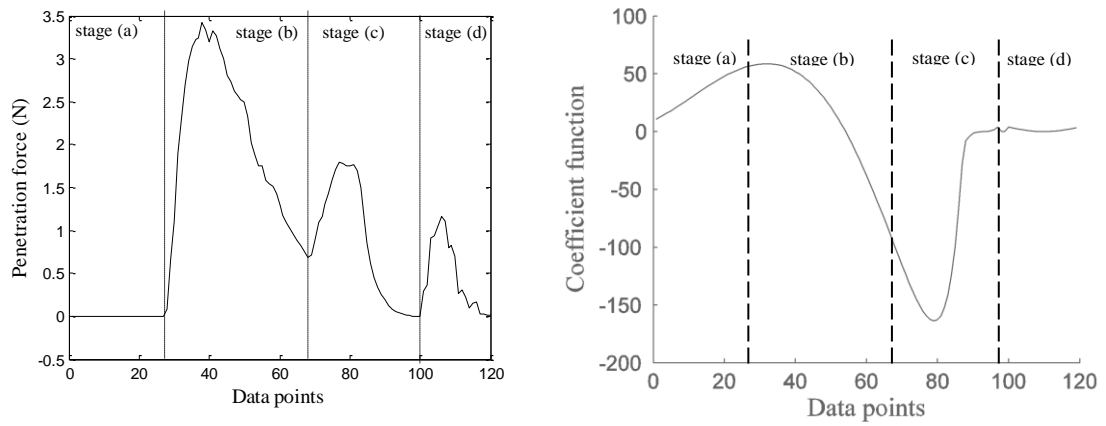 3.5
3
2.5
2
1.5
1
0.5
0
-0.5
Penetration force (N)
stage (a)
stage (b)
stage (c)
stage (d)
0
20
40
60
80
100
120
Data points
100
50
0
-50
-100
-150
-200
Coefficient function
stage (a)
stage (b)
stage (c)
stage (d)
0
20
40
60
80
100
120
Data points